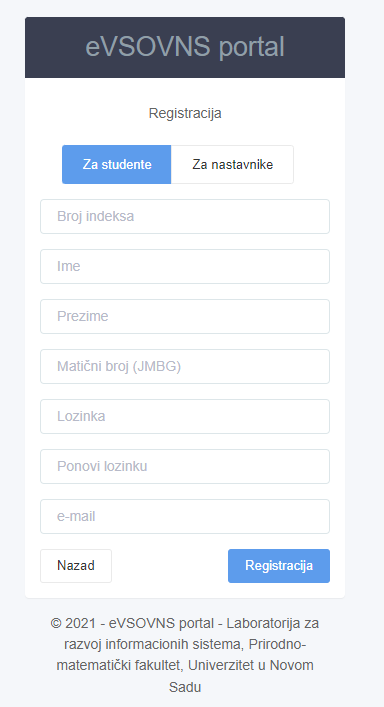 eVSOVNS portal
Registracija
Za studente
Za nastavnike
Broj indeksa
Ime
Prezime
Matični broj (JMBG)
Lozinka
Ponovi lozinku
e-mail
Nazad
Registracija
© 2021 - eVSOVNS portal - Laboratorija za
razvoj informacionih sistema, Prirodno-
matematički fakultet, Univerzitet u Novom
Sadu